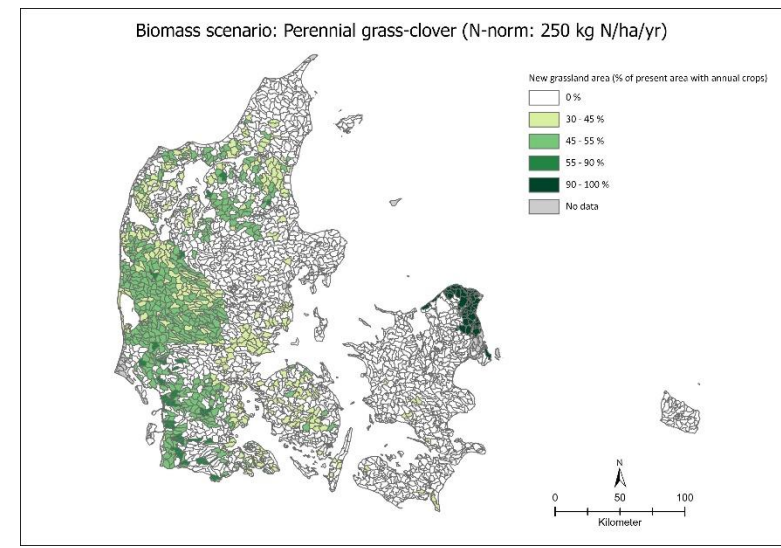 Biomass scenario: Perennial grass-clover (N-norm: 250 kg N/ha/yr)
New grassland area (% of present area with annual crops)
0 %
30 - 45 %
45 - 55 %
55 - 90 %
90 - 100 %
No data
N
0 50 100
Kilometer